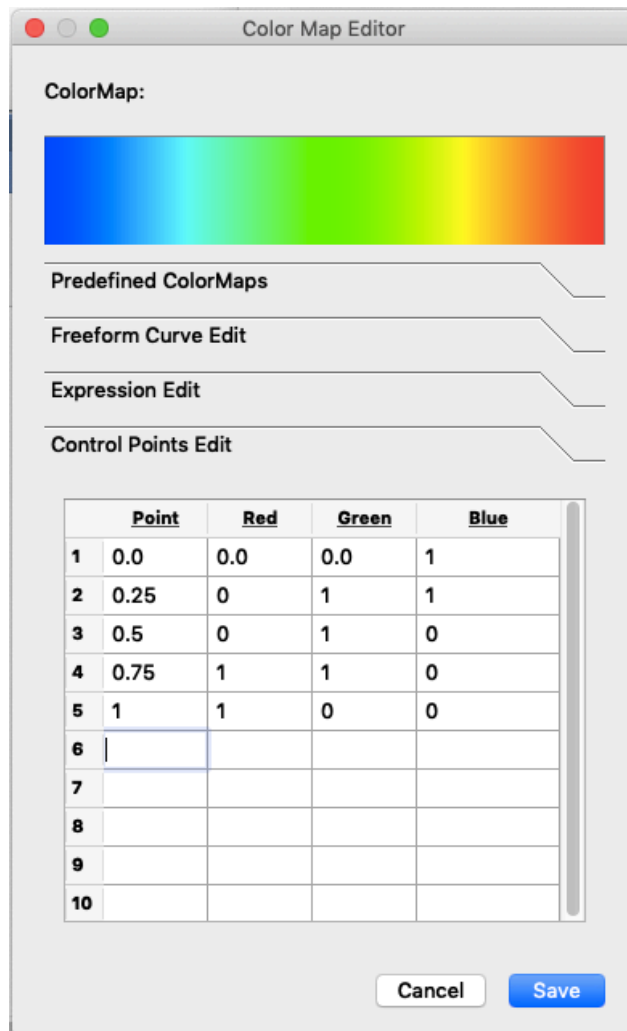 Color Map Editor
ColorMap:
Predefined ColorMaps
Freeform Curve Edit
Expression Edit
Control Points Edit
Point Red Green Blue
1 0.0 0.0 0.0 1
2 0.25 0 1 1
3 0.5 0 1 0
4 0.75 1 1 0
5 1 1 0 0
6
7
8
9
10
Cancel Save